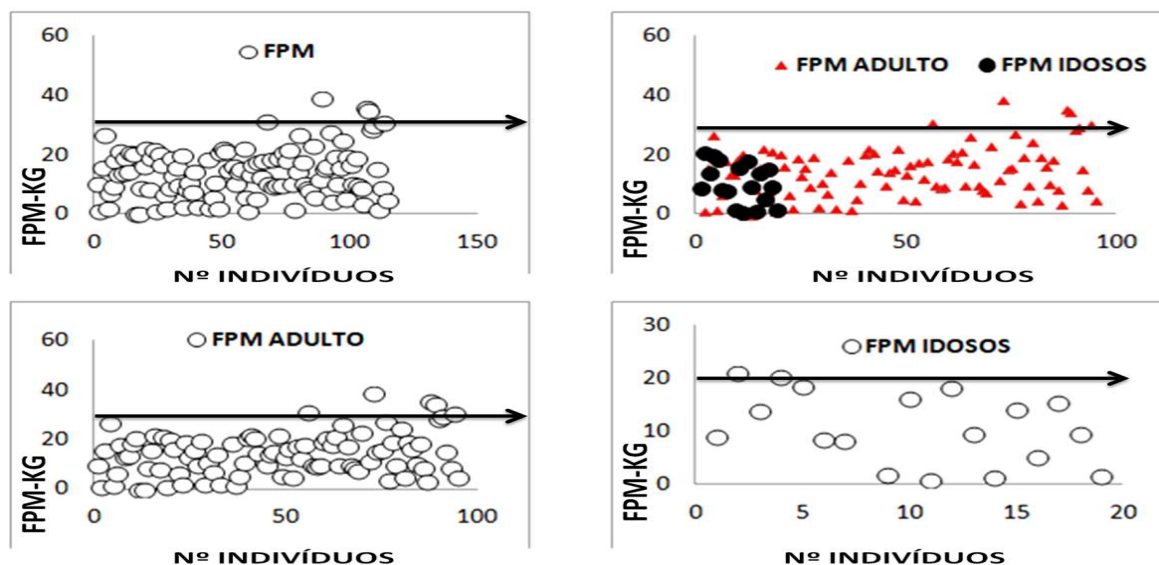 60
FPM
40
20
0
0
50
100
150
FPM-KG
Nº INDIVÍDUOS
60
FPM ADULTO
FPM IDOSOS
40
20
0
0
50
100
FPM-KG
Nº INDIVÍDUOS
60
FPM ADULTO
40
20
0
0
50
100
FPM-KG
Nº INDIVÍDUOS
30
FPM IDOSOS
20
10
0
0
5
10
15
20
FPM-KG
Nº INDIVÍDUOS